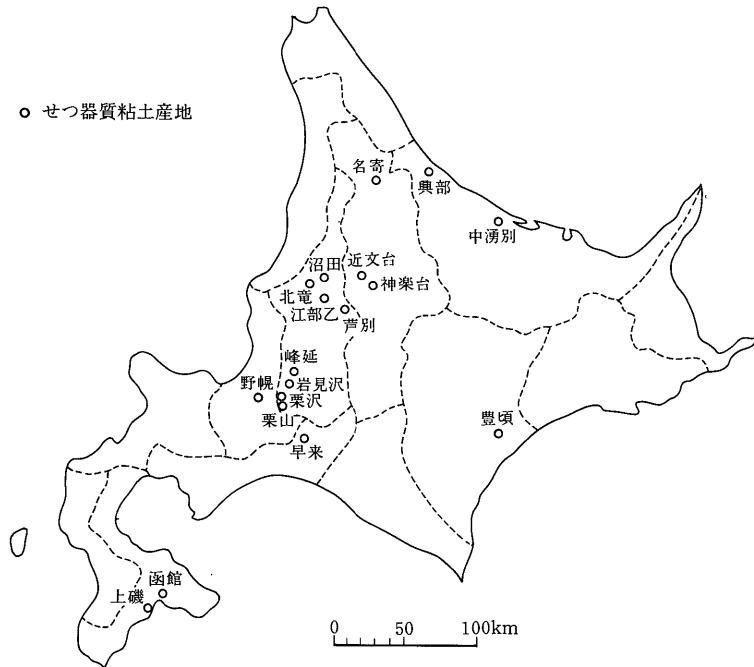 ○ せつ器質粘土産地
名寄
興部
中湧別
沼田
近文台
神楽台
北竜
江部乙
芦別
峰延
野幌
岩見沢
栗沢
栗山
早来
豊頃
函館
上磯
0 50 100km